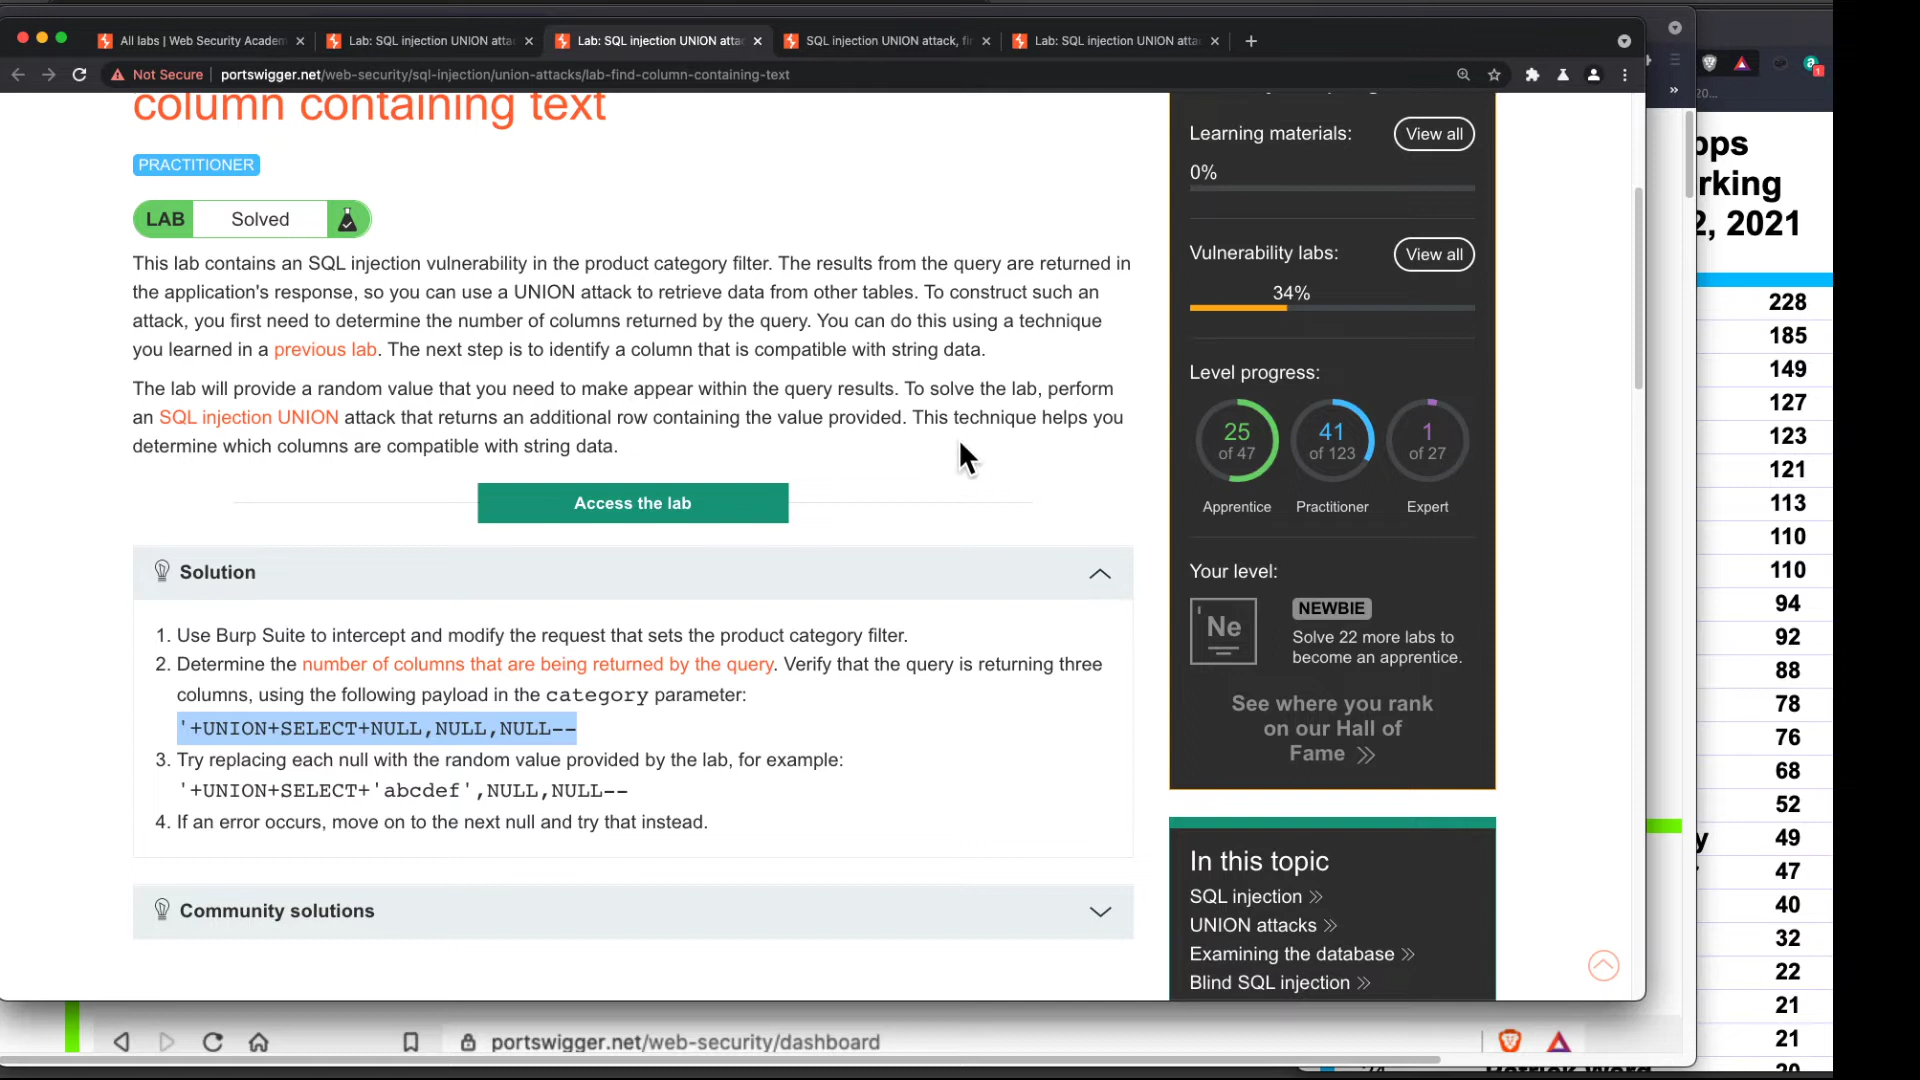 All labs | Web Security Academ
Lab: SQL injection UNION atta
Lab: SQL injection UNION attac
SQL injection UNION attack, fir
Lab: SQL injection UNION atta
Not Secure
portswigger.net/web-security/sql-injection/union-attacks/lab-find-column-containing-text
column containing text
PRACTITIONER
LAB Solved
This lab contains an SQL injection vulnerability in the product category filter. The results from the query are returned in
the application's response, so you can use a UNION attack to retrieve data from other tables. To construct such an
attack, you first need to determine the number of columns returned by the query. You can do this using a technique
you learned in a previous lab. The next step is to identify a column that is compatible with string data.
The lab will provide a random value that you need to make appear within the query results. To solve the lab, perform
an SQL injection UNION attack that returns an additional row containing the value provided. This technique helps you
determine which columns are compatible with string data.
Access the lab
Solution
1. Use Burp Suite to intercept and modify the request that sets the product category filter.
2. Determine the number of columns that are being returned by the query. Verify that the query is returning three
columns, using the following payload in the category parameter:
'+UNION+SELECT+NULL,NULL,NULL--
3. Try replacing each null with the random value provided by the lab, for example:
'+UNION+SELECT+'abcdef',NULL,NULL--
4. If an error occurs, move on to the next null and try that instead.
Community solutions
Learning materials:
View all
0%
Vulnerability labs:
View all
34%
Level progress:
25
of 47
41
of 123
1
of 27
Apprentice
Practitioner
Expert
Your level:
Ne
NEWBIE
Solve 22 more labs to
become an apprentice.
See where you rank
on our Hall of
Fame
In this topic
SQL injection
UNION attacks
Examining the database
Blind SQL injection
portswigger.net/web-security/dashboard
1
20...
pps
rking
2, 2021
228
185
149
127
123
121
113
110
110
94
92
88
78
76
68
52
49
47
40
32
22
21
21
20